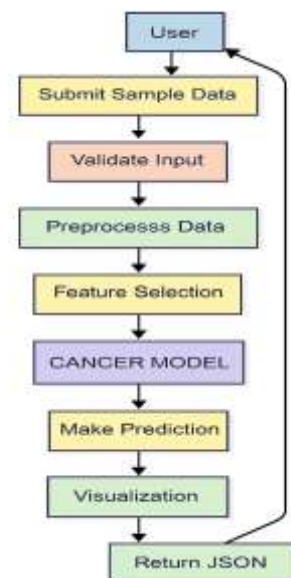 User
Submit Sample Data
Validate Input
Preprocesss Data
Feature Selection
CANCER MODEL
Make Prediction
Visualization
Return JSON